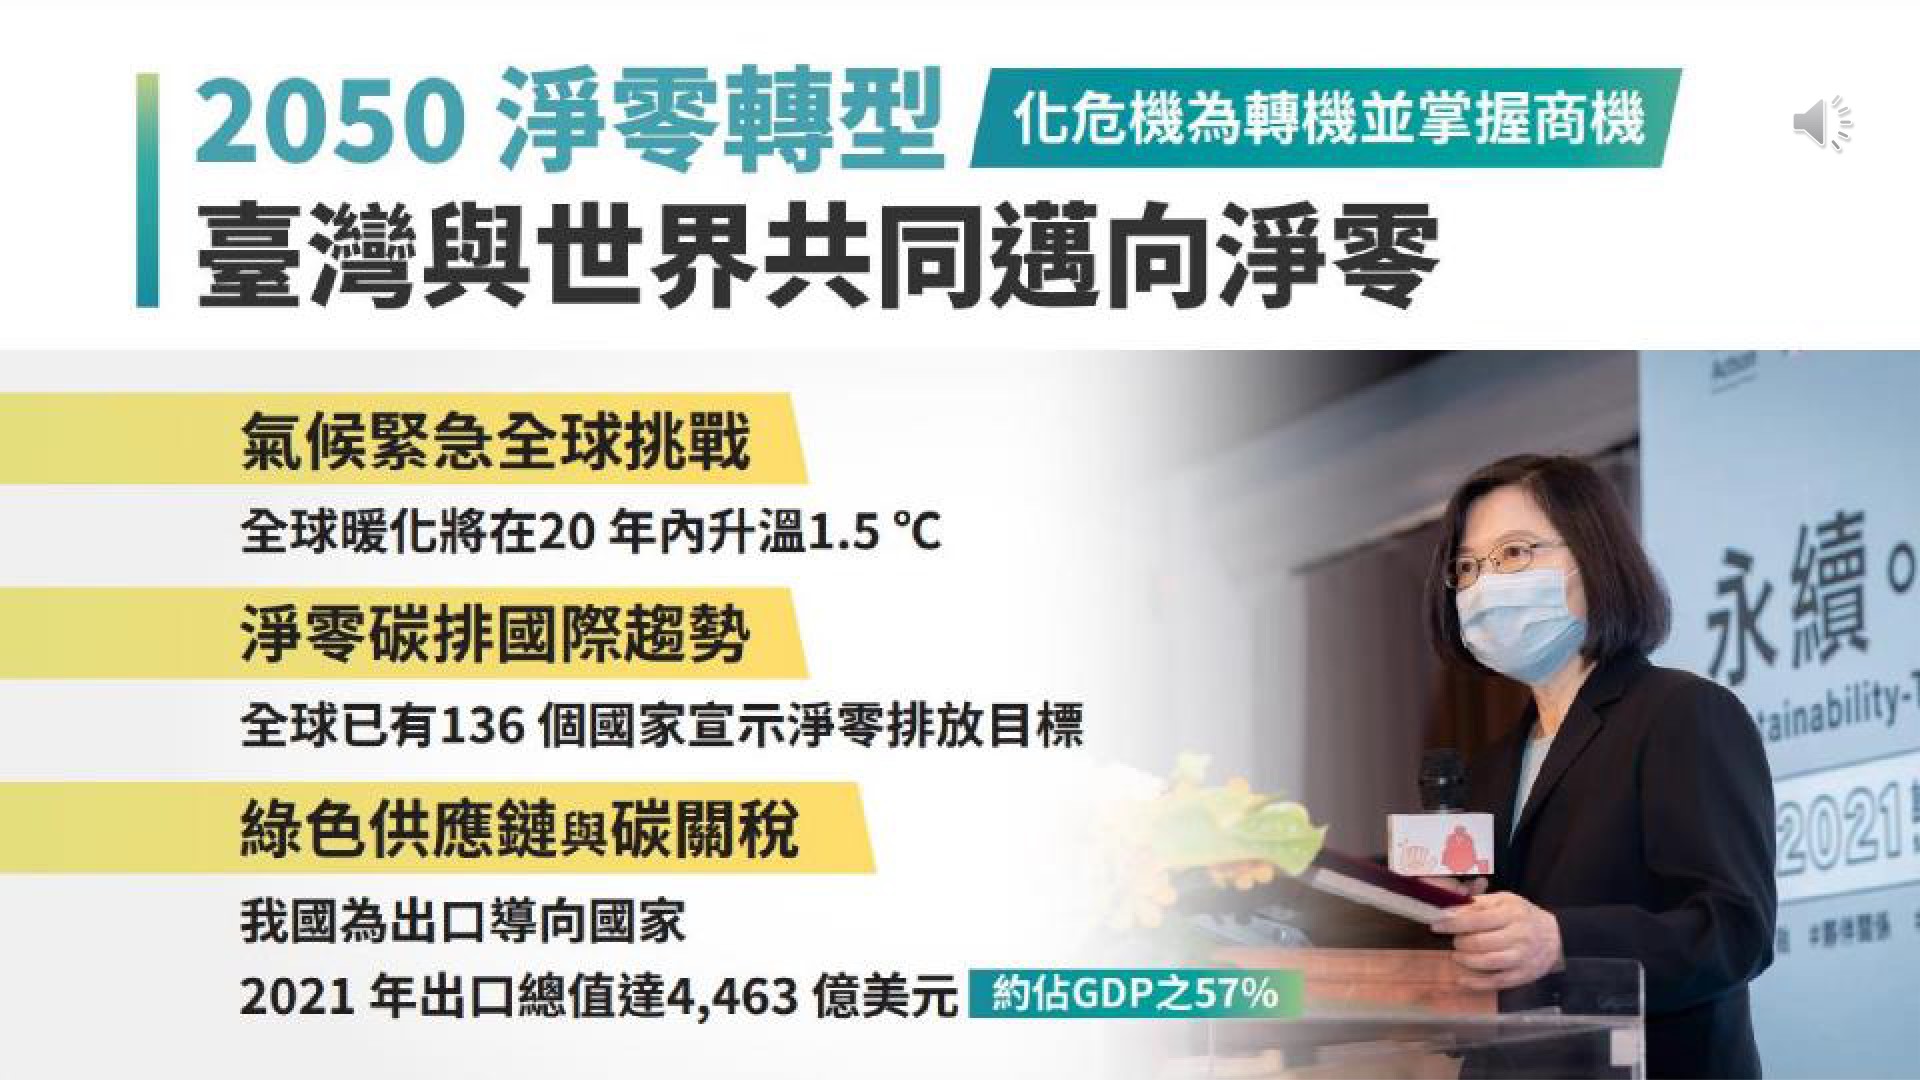 2050 淨零轉型 化危機為轉機並掌握商機
臺灣與世界共同邁向淨零
氣候緊急全球挑戰
全球暖化將在20 年內升溫1.5 ℃
淨零碳排國際趨勢
全球已有136 個國家宣示淨零排放目標
綠色供應鏈與碳關稅
我國為出口導向國家
2021 年出口總值達4,463 億美元 約佔GDP之57%
Action
永續。
tainability-T
2021
#夥伴關係